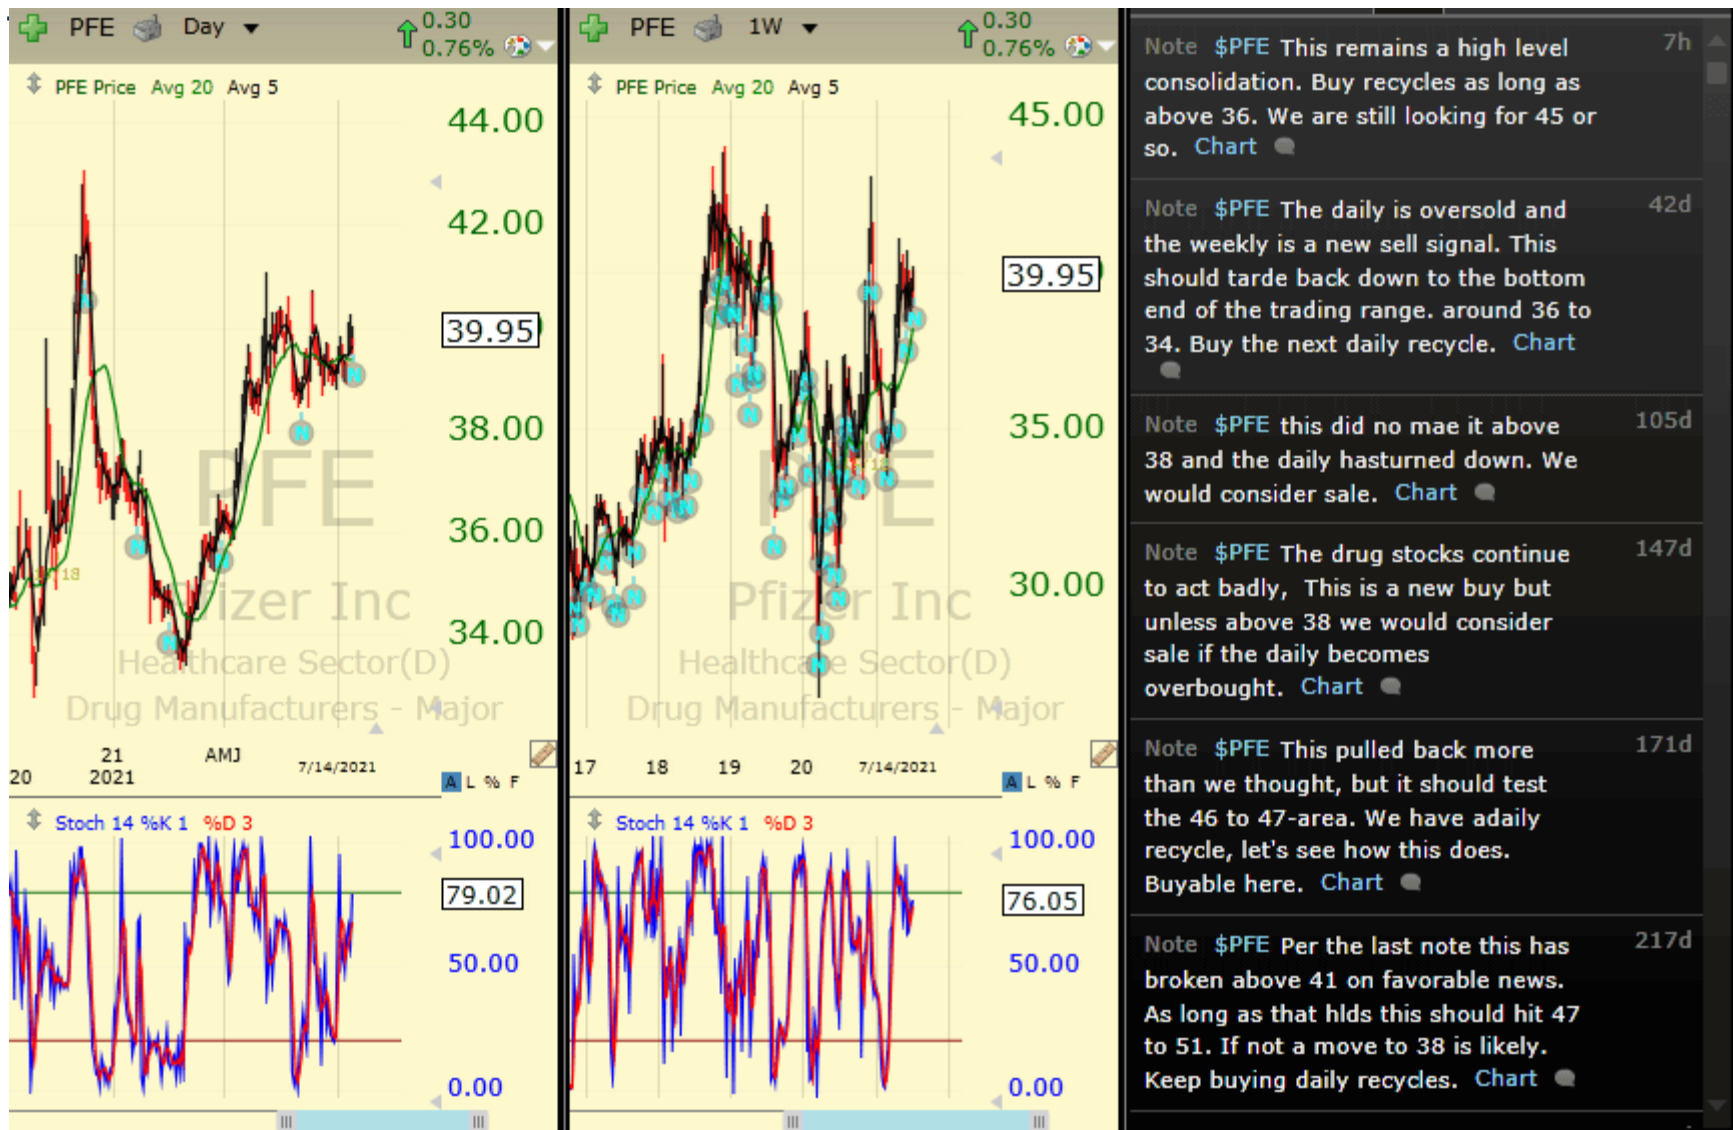 PFE Day 0.30
0.76%
PFE Price Avg 20 Avg 5
44.00
42.00
39.95
38.00
36.00
34.00
PFE
Pfizer Inc
Healthcare Sector(D)
Drug Manufacturers - Major
20 21 AMJ 7/14/2021
2021
A L % F
Stoch 14 %K 1 %D 3
100.00
79.02
50.00
0.00
PFE 1W 0.30
0.76%
PFE Price Avg 20 Avg 5
45.00
39.95
35.00
30.00
PFE
Pfizer Inc
Healthcare Sector(D)
Drug Manufacturers - Major
17 18 19 20 7/14/2021
A L % F
Stoch 14 %K 1 %D 3
100.00
76.05
50.00
0.00
Note $PFE This remains a high level 7h
consolidation. Buy recycles as long as
above 36. We are still looking for 45 or
so. Chart
Note $PFE The daily is oversold and 42d
the weekly is a new sell signal. This
should tarde back down to the bottom
end of the trading range. around 36 to
34. Buy the next daily recycle. Chart
Note $PFE this did no mae it above 105d
38 and the daily hasturned down. We
would consider sale. Chart
Note $PFE The drug stocks continue 147d
to act badly, This is a new buy but
unless above 38 we would consider
sale if the daily becomes
overbought. Chart
Note $PFE This pulled back more 171d
than we thought, but it should test
the 46 to 47-area. We have adaily
recycle, let's see how this does.
Buyable here. Chart
Note $PFE Per the last note this has 217d
broken above 41 on favorable news.
As long as that hlds this should hit 47
to 51. If not a move to 38 is likely.
Keep buying daily recycles. Chart